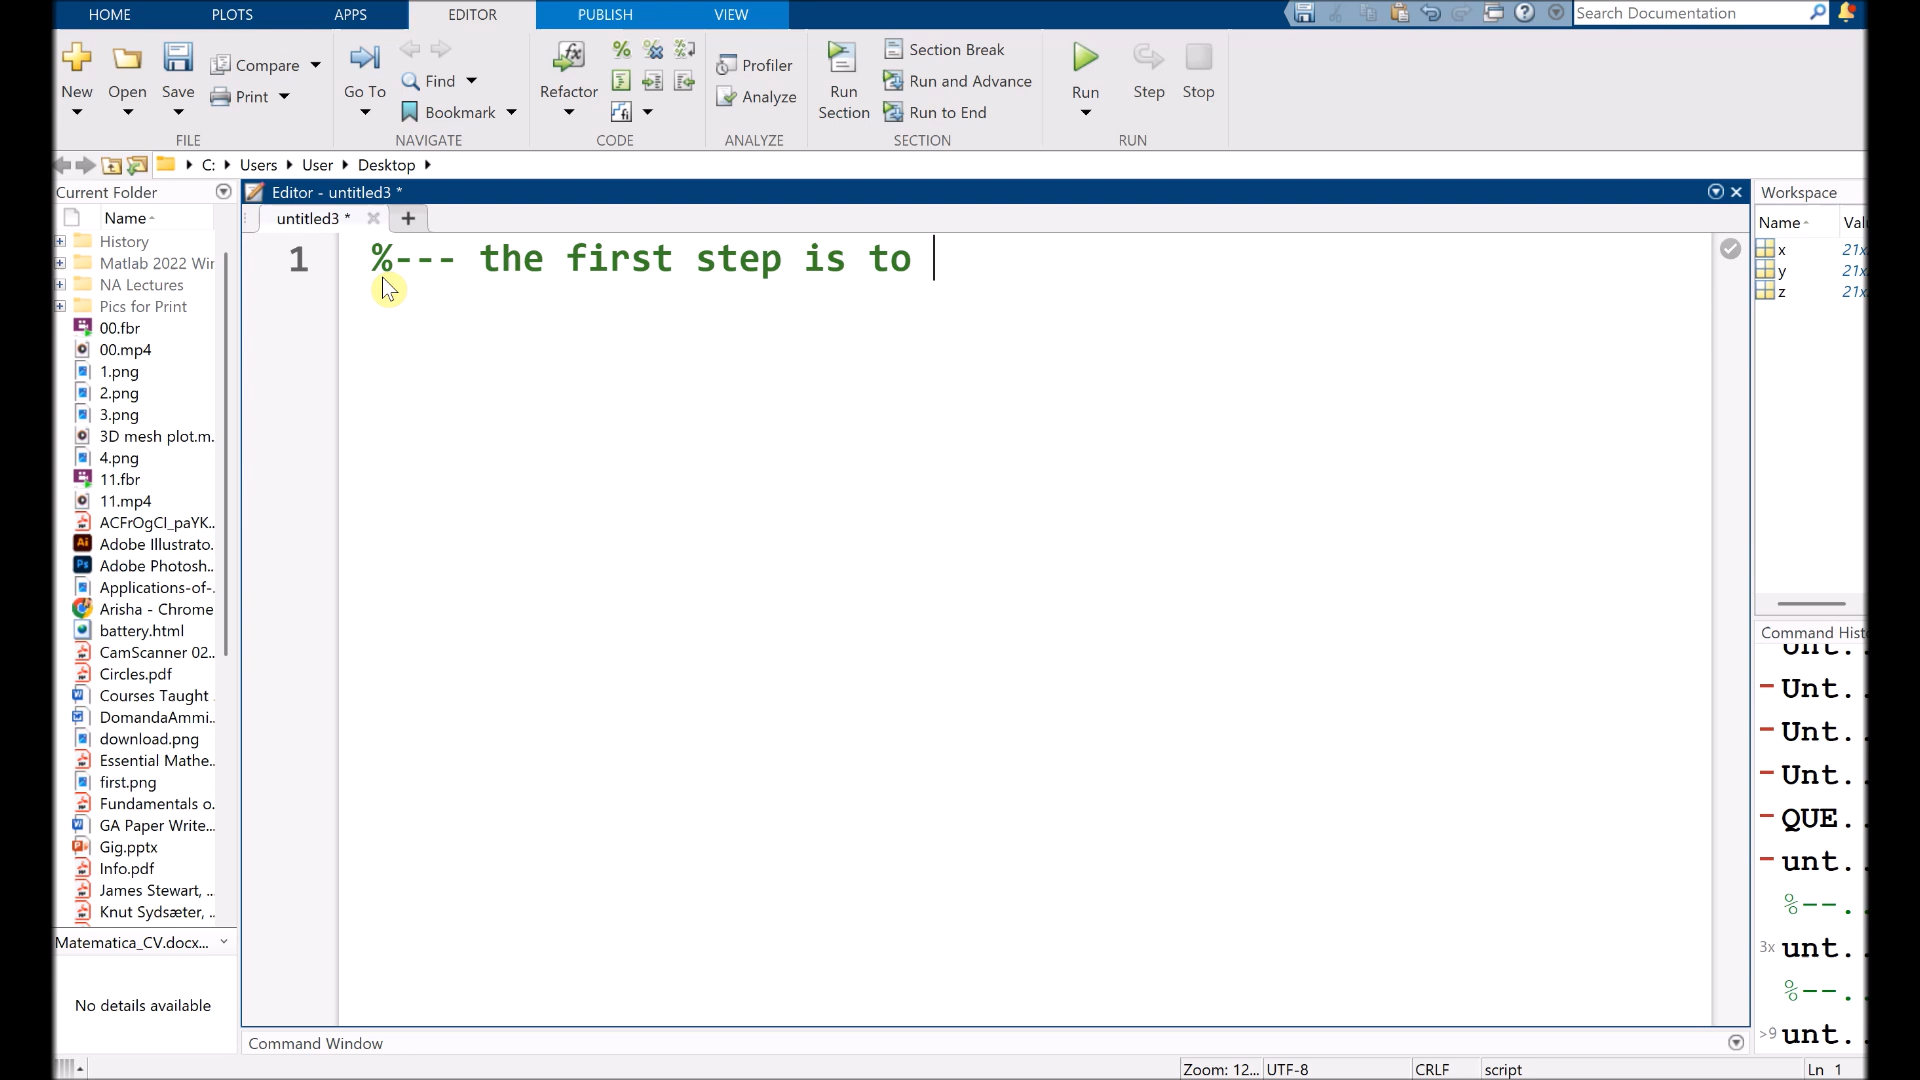 HOME PLOTS APPS EDITOR PUBLISH VIEW Search Documentation
New Open Save Compare Print
FILE
Go To Find Bookmark
NAVIGATE
Refactor
CODE
Profiler
Analyze
ANALYZE
Run Section
Section Break
Run and Advance
Run to End
SECTION
Run Step Stop
RUN
C: Users User Desktop
Current Folder
Name
History
Matlab 2022 Wir
NA Lectures
Pics for Print
00.fbr
00.mp4
1.png
2.png
3.png
3D mesh plot.m.
4.png
11.fbr
11.mp4
ACFrOgCI_paYK..
Adobe Illustrato.
Adobe Photosh..
Applications-of-.
Arisha - Chrome
battery.html
CamScanner 02..
Circles.pdf
Courses Taught
DomandaAmmi..
download.png
Essential Mathe..
first.png
Fundamentals o.
GA Paper Write...
Gig.pptx
Info.pdf
James Stewart, ..
Knut Sydsæter, ..
Matematica_CV.docx...
No details available
Editor - untitled3 *
untitled3 *
1 %--- the first step is to
Command Window
Workspace
Name Val
x 21x
y 21x
z 21x
Command Hist
Unt..
Unt..
Unt..
QUE..
unt..
%--.
3x unt..
%--.
>9 unt..
Zoom: 12... UTF-8 CRLF script Ln 1